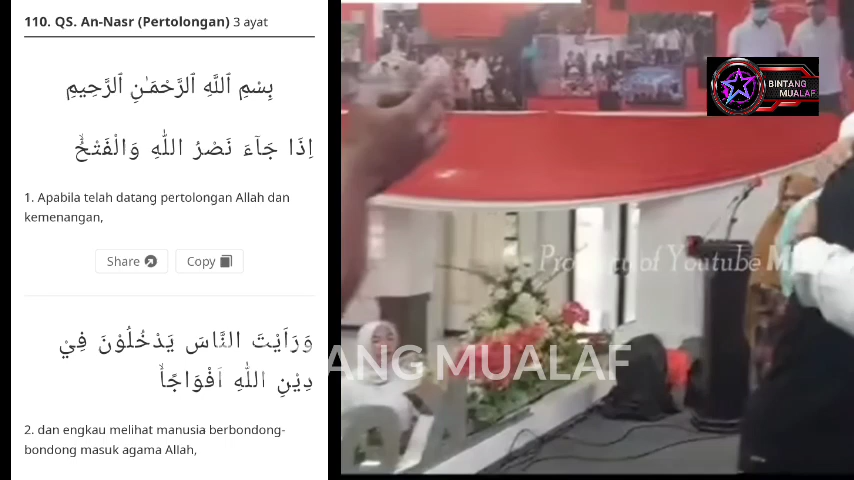 110. QS. An-Nasr (Pertolongan) 3 ayat
بِسْمِ ٱللَّهِ ٱلرَّحْمَـٰنِ ٱلرَّحِيمِ
اِذَا جَاۤءَ نَصْرُ اللّٰهِ وَالْفَتْحُۙ
1. Apabila telah datang pertolongan Allah dan
kemenangan,
Share
Copy
وَرَاَيْتَ النَّاسَ يَدْخُلُوْنَ فِيْ
دِيْنِ اللّٰهِ اَفْوَاجًاۙ
2. dan engkau melihat manusia berbondong-
bondong masuk agama Allah,
BINTANG
MUALAF
of Youtube
ANG MUALAF